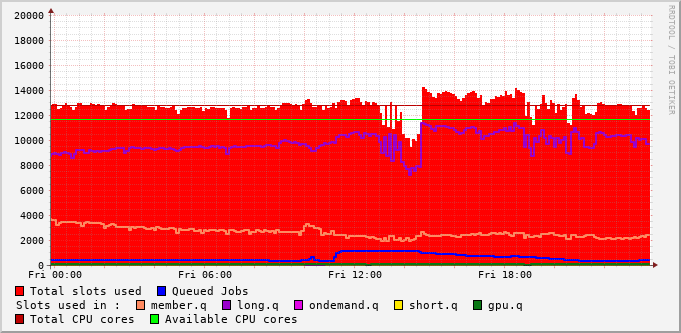 20000
18000
16000
14000
12000
10000
8000
6000
4000
2000
0
Fri 00:00 Fri 06:00 Fri 12:00 Fri 18:00
RRDTOOL / TOBI OETIKER
Total slots used Queued Jobs
Slots used in : member.q long.q ondemand.q short.q gpu.q
Total CPU cores Available CPU cores